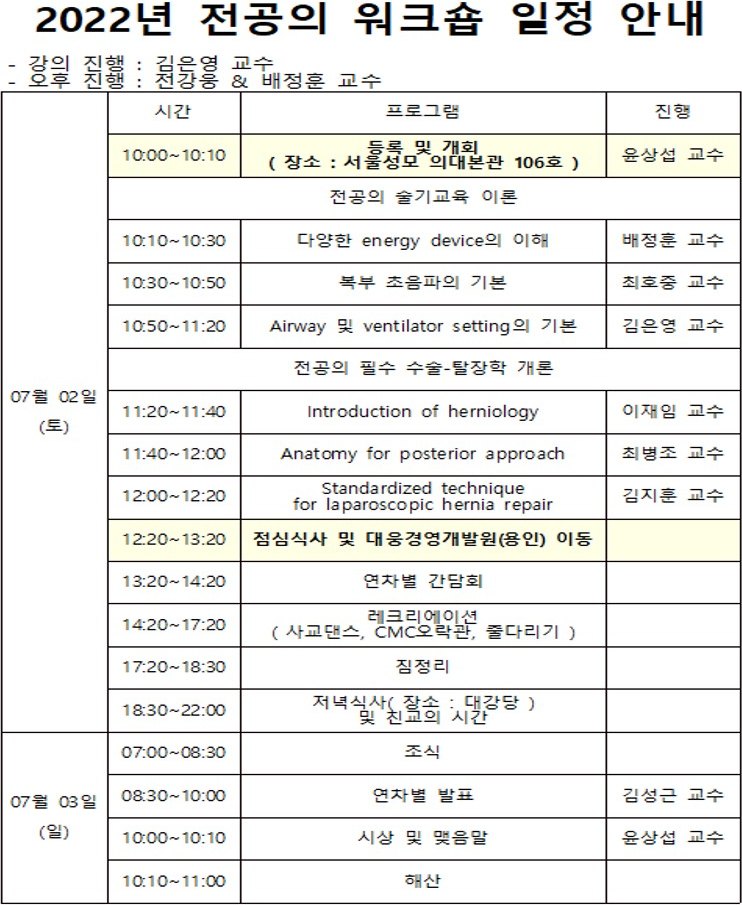 2022년 전공의 워크숍 일정 안내
- 강의 진행 : 김은영 교수
- 오후 진행 : 전강웅 & 배정훈 교수
시간 프로그램 진행
07월 02일
(토)
10:00~10:10 등록 및 개회 윤상섭 교수
( 장소 : 서울성모 의대본관 106호 )
전공의 술기교육 이론
10:10~10:30 다양한 energy device의 이해 배정훈 교수
10:30~10:50 복부 초음파의 기본 최호중 교수
10:50~11:20 Airway 및 ventilator setting의 기본 김은영 교수
전공의 필수 수술-탈장학 개론
11:20~11:40 Introduction of herniology 이재임 교수
11:40~12:00 Anatomy for posterior approach 최병조 교수
12:00~12:20 Standardized technique 김지훈 교수
for laparoscopic hernia repair
12:20~13:20 점심식사 및 대웅경영개발원(용인) 이동
13:20~14:20 연차별 간담회
14:20~17:20 레크리에이션
( 사교댄스, CMC오락관, 줄다리기 )
17:20~18:30 짐정리
18:30~22:00 저녁식사( 장소 : 대강당 )
및 친교의 시간
07월 03일
(일)
07:00~08:30 조식
08:30~10:00 연차별 발표 김성근 교수
10:00~10:10 시상 및 맺음말 윤상섭 교수
10:10~11:00 해산